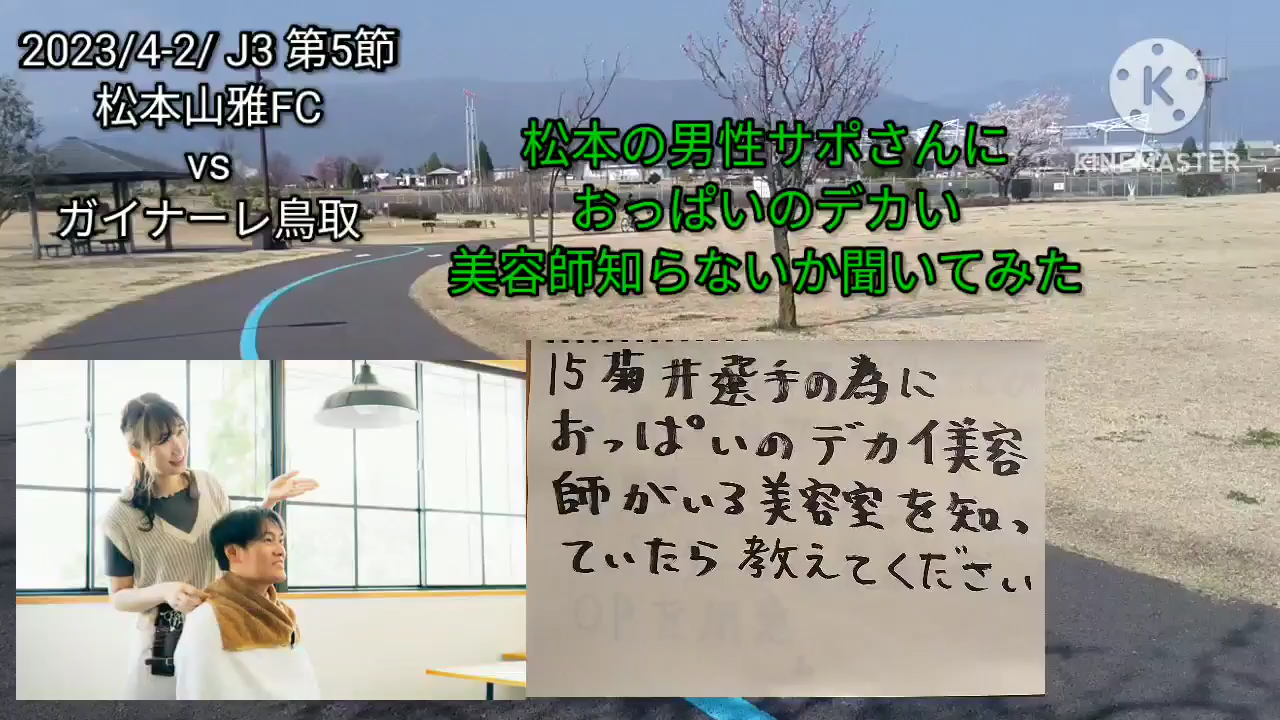 2023/4-2/ J3 第5節
松本山雅FC
vs
ガイナーレ鳥取
K
KINEMASTER
松本の男性サポさんに
おっぱいのデカい
美容師知らないか聞いてみた
15 菊井選手の為に
おっぱいのデカイ美容
師がいる美容室を知っ
ていたら教えてください